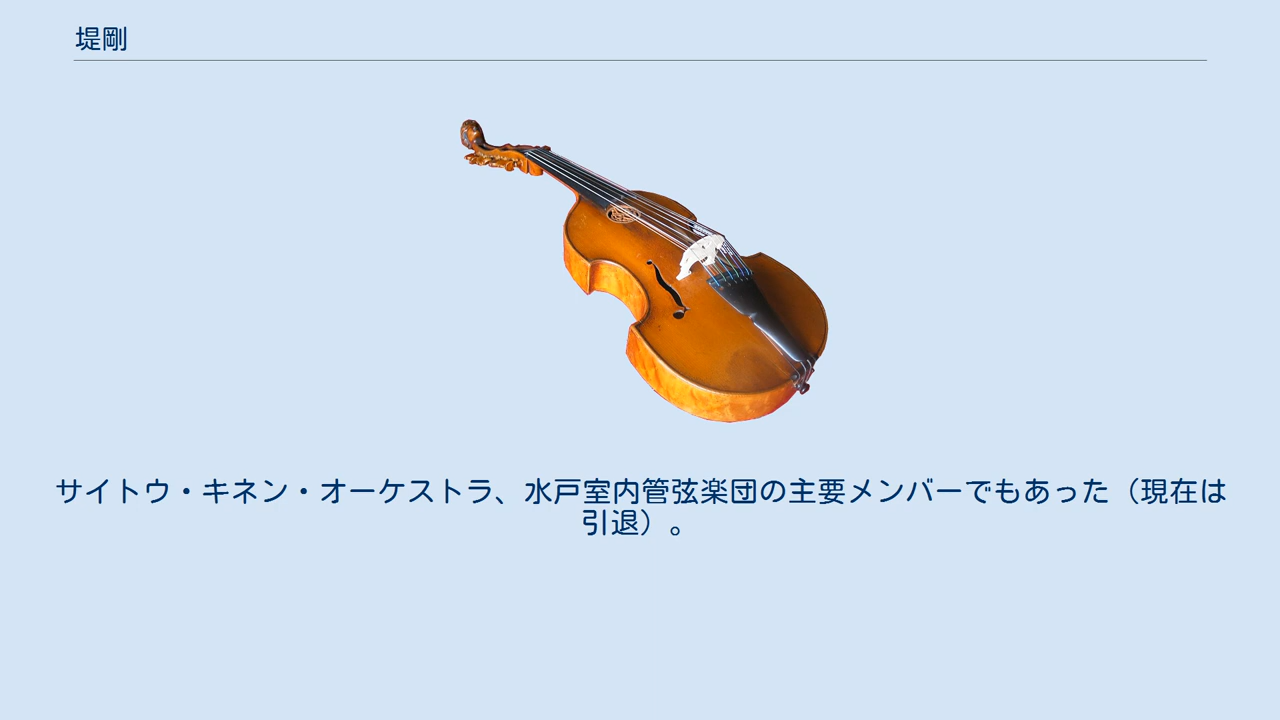 堤剛
サイトウ・キネン・オーケストラ、水戸室内管弦楽団の主要メンバーでもあった（現在は
引退）。